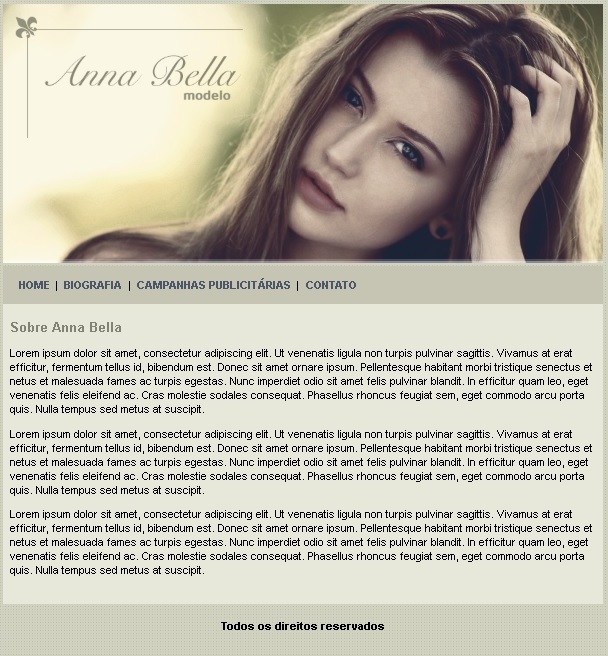 Anna Bella
modelo
HOME | BIOGRAFIA | CAMPANHAS PUBLICITÁRIAS | CONTATO
Sobre Anna Bella
Lorem ipsum dolor sit amet, consectetur adipiscing elit. Ut venenatis ligula non turpis pulvinar sagittis. Vivamus at erat
efficitur, fermentum tellus id, bibendum est. Donec sit amet ornare ipsum. Pellentesque habitant morbi tristique senectus et
netus et malesuada fames ac turpis egestas. Nunc imperdiet odio sit amet felis pulvinar blandit. In efficitur quam leo, eget
venenatis felis eleifend ac. Cras molestie sodales consequat. Phasellus rhoncus feugiat sem, eget commodo arcu porta
quis. Nulla tempus sed metus at suscipit.
Lorem ipsum dolor sit amet, consectetur adipiscing elit. Ut venenatis ligula non turpis pulvinar sagittis. Vivamus at erat
efficitur, fermentum tellus id, bibendum est. Donec sit amet ornare ipsum. Pellentesque habitant morbi tristique senectus et
netus et malesuada fames ac turpis egestas. Nunc imperdiet odio sit amet felis pulvinar blandit. In efficitur quam leo, eget
venenatis felis eleifend ac. Cras molestie sodales consequat. Phasellus rhoncus feugiat sem, eget commodo arcu porta
quis. Nulla tempus sed metus at suscipit.
Lorem ipsum dolor sit amet, consectetur adipiscing elit. Ut venenatis ligula non turpis pulvinar sagittis. Vivamus at erat
efficitur, fermentum tellus id, bibendum est. Donec sit amet ornare ipsum. Pellentesque habitant morbi tristique senectus et
netus et malesuada fames ac turpis egestas. Nunc imperdiet odio sit amet felis pulvinar blandit. In efficitur quam leo, eget
venenatis felis eleifend ac. Cras molestie sodales consequat. Phasellus rhoncus feugiat sem, eget commodo arcu porta
quis. Nulla tempus sed metus at suscipit.
Todos os direitos reservados